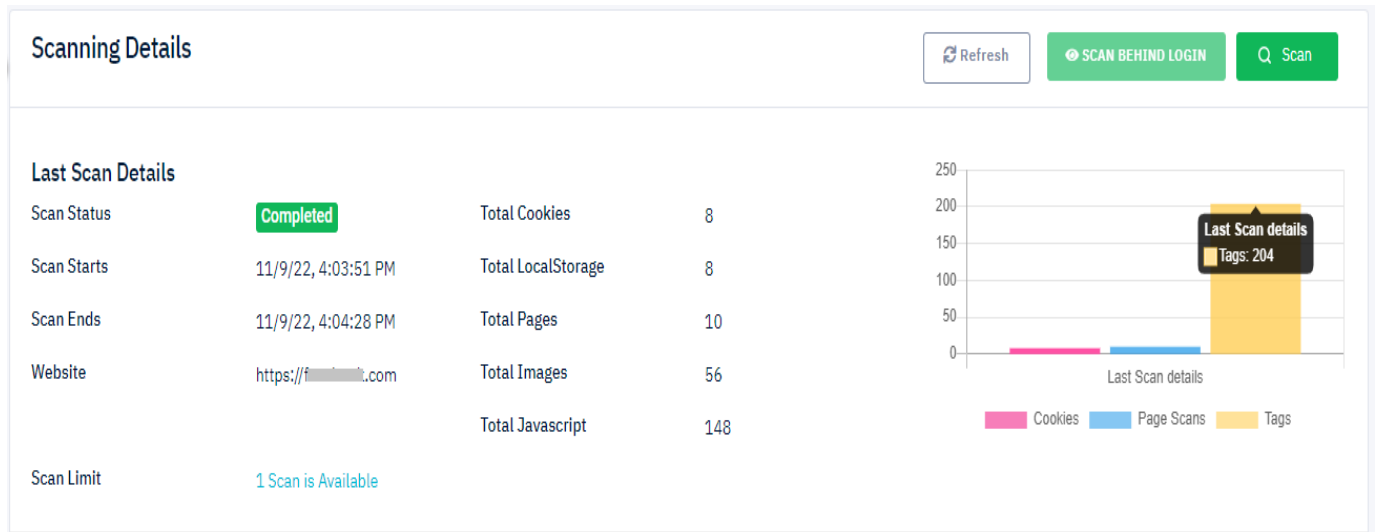 Scanning Details
Refresh
SCAN BEHIND LOGIN
Scan
Last Scan Details
Scan Status
Completed
Total Cookies
8
Scan Starts
11/9/22, 4:03:51 PM
Total LocalStorage
8
Scan Ends
11/9/22, 4:04:28 PM
Total Pages
10
Website
https://f .com
Total Images
56
Total Javascript
148
Scan Limit
1 Scan is Available
250
200
150
100
50
0
Last Scan details
Tags: 204
Last Scan details
Cookies
Page Scans
Tags